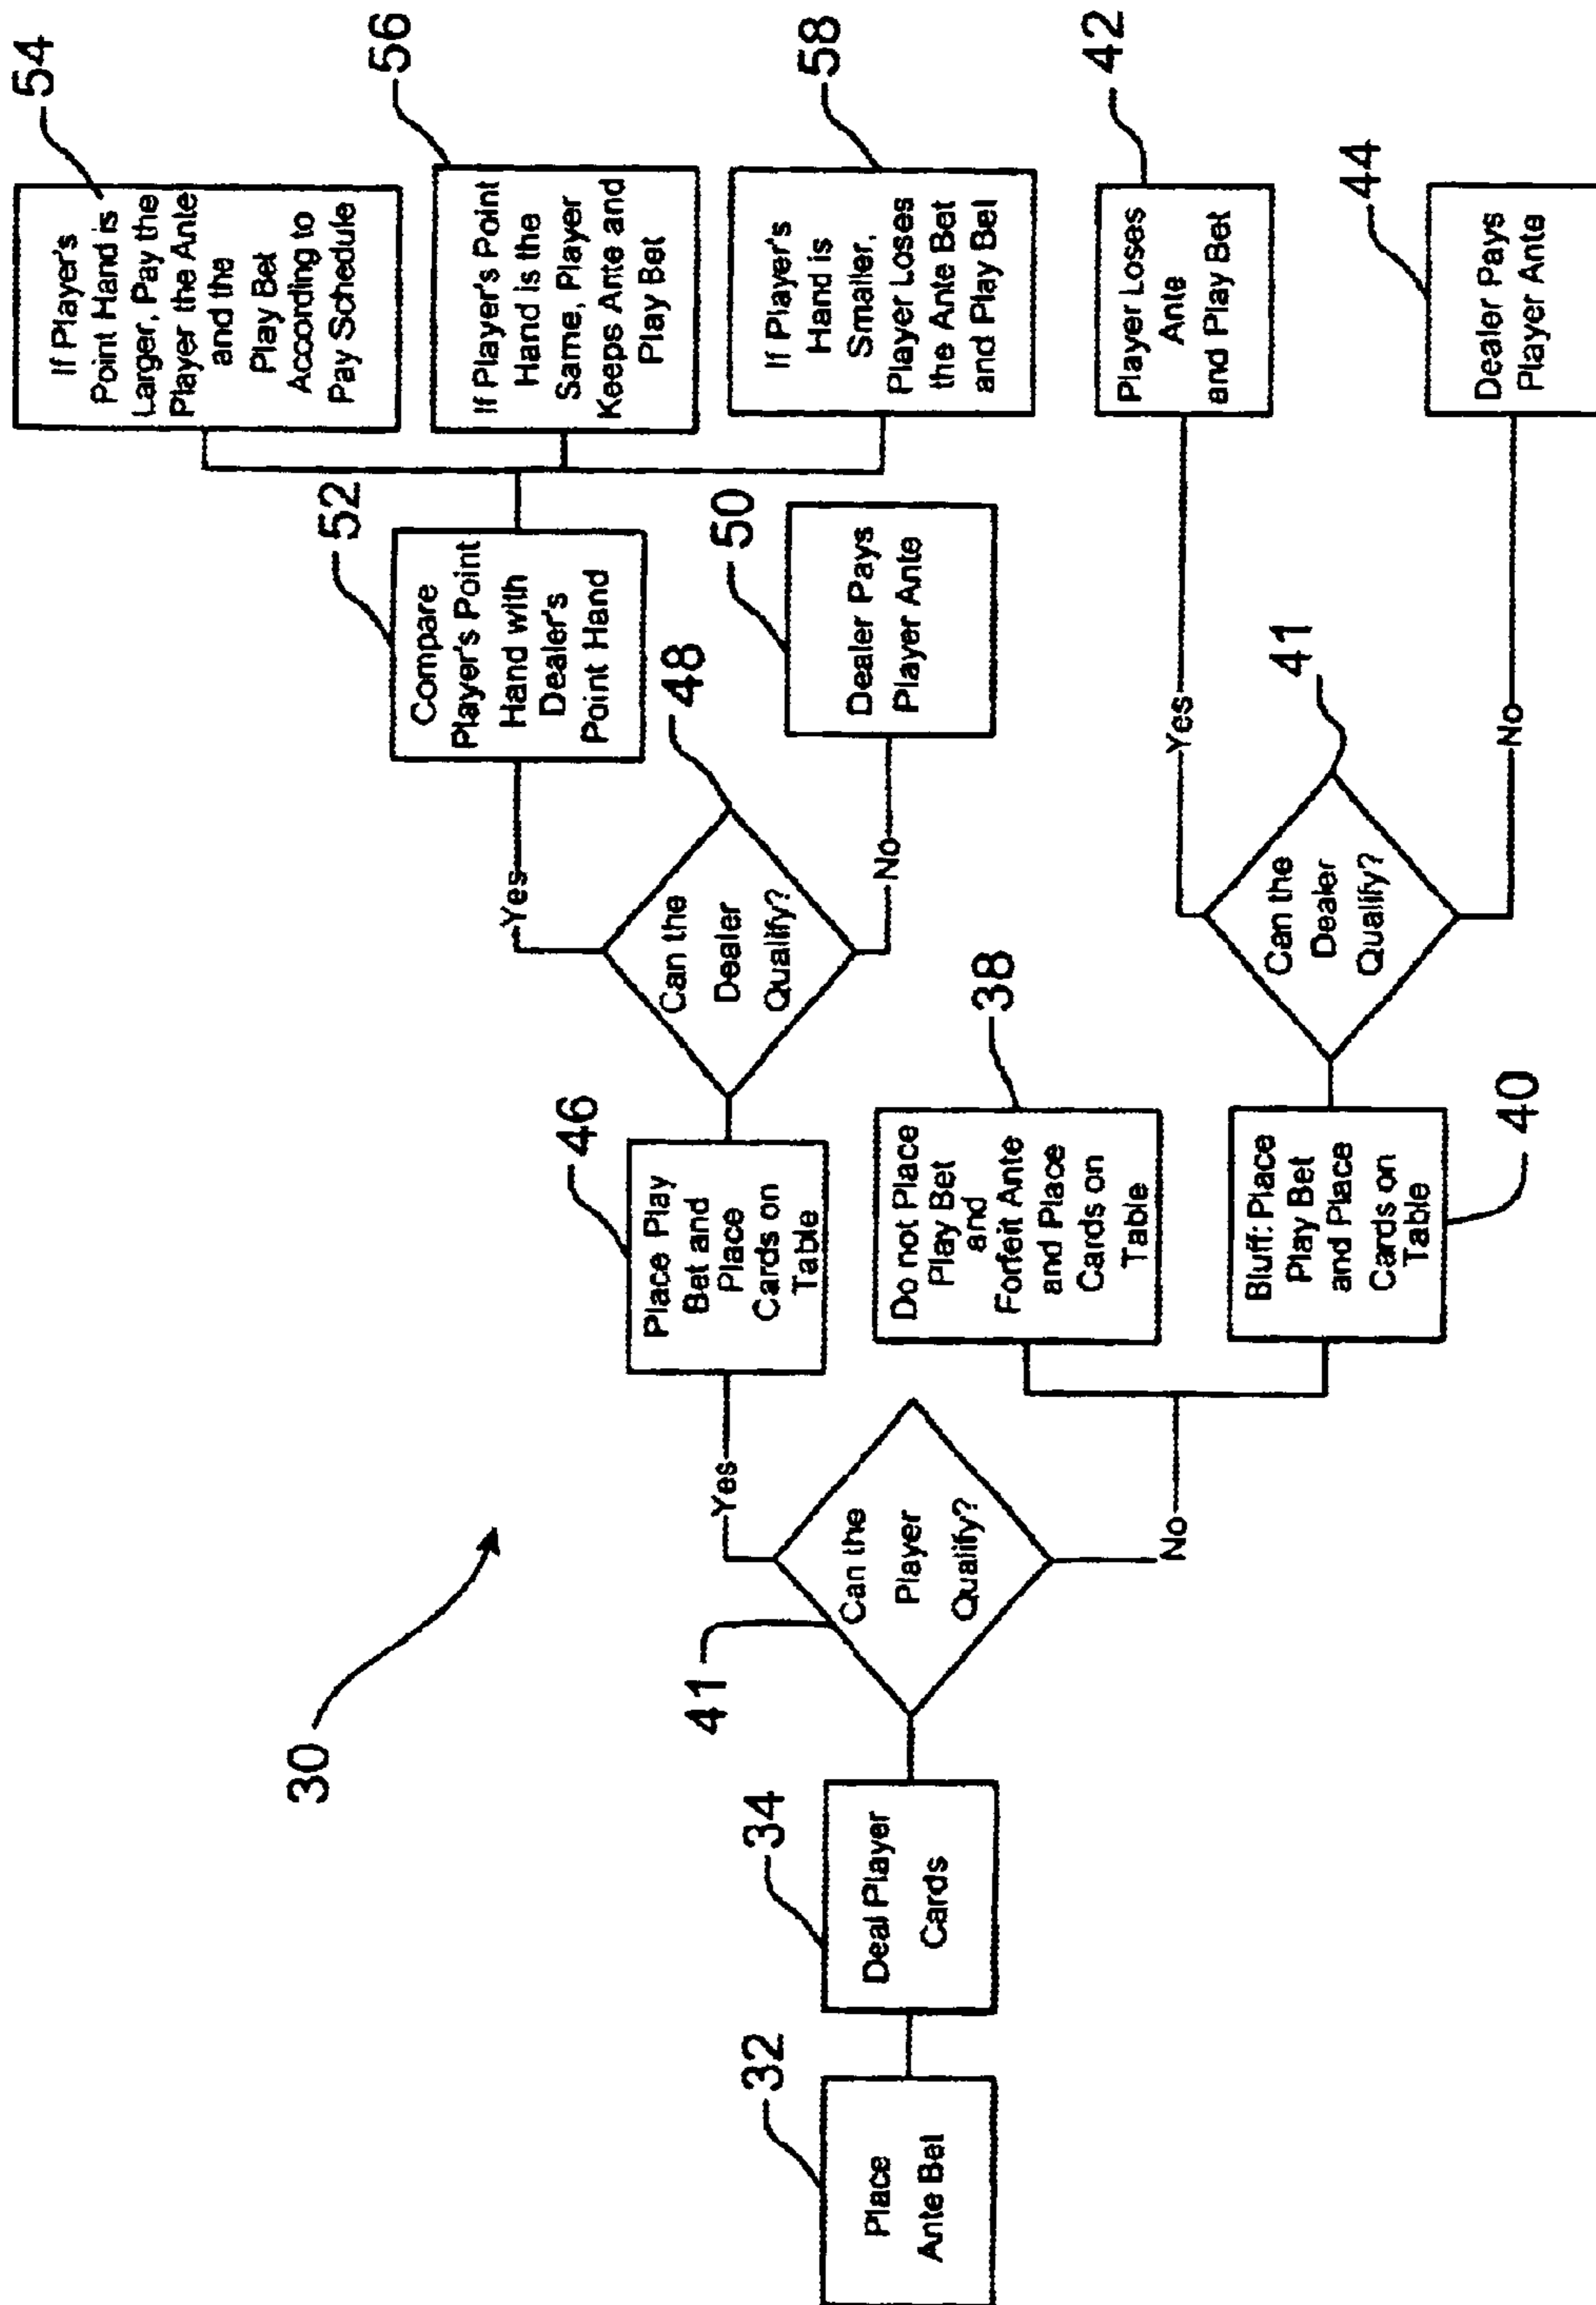 30
32
Place
Ante Bet
34
Deal Player
Cards
41
Can the
Player
Qualify?
Yes
No
46
Place Play
Bet and
Place
Cards on
Table
38
Do not Place
Play Bet
and
Forfeit Ante
and Place
Cards on
Table
Bluff: Place
Play Bet
and Place
Cards on
Table
40
48
Can the
Dealer
Qualify?
Yes
No
52
Compare
Player's Point
Hand with
Dealer's
Point Hand
50
Dealer Pays
Player Ante
54
If Player's
Point Hand is
Larger, Pay the
Player the Ante
and the
Play Bet
According to
Pay Schedule
56
If Player's Point
Hand is the
Same, Player
Keeps Ante and
Play Bet
58
If Player's
Hand is
Smaller,
Player Loses
the Ante Bet
and Play Bet
41
Can the
Dealer
Qualify?
Yes
No
42
Player Loses
Ante
and Play Bet
44
Dealer Pays
Player Ante